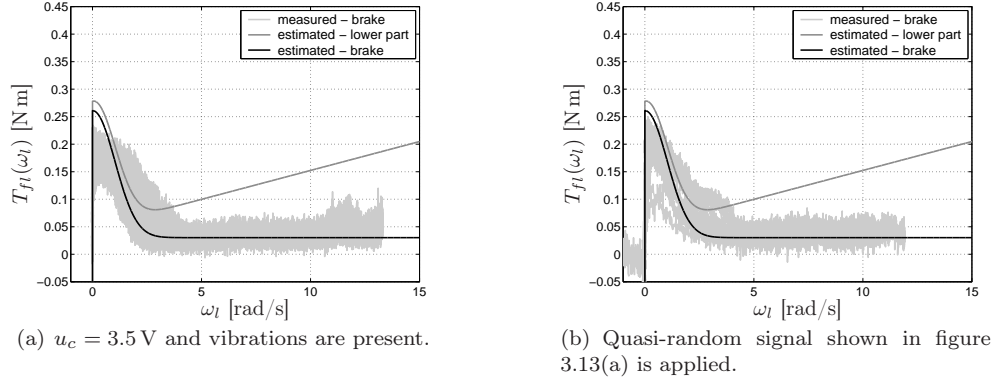 0.45
0.4
0.35
0.3
0.25
0.2
0.15
0.1
0.05
0
−0.05
T_{fl}(ω_l) [N m]
measured − brake
estimated − lower part
estimated − brake
0 5 10 15
ω_l [rad/s]
(a) u_c = 3.5 V and vibrations are present.
0.45
0.4
0.35
0.3
0.25
0.2
0.15
0.1
0.05
0
−0.05
T_{fl}(ω_l) [N m]
measured − brake
estimated − lower part
estimated − brake
0 5 10 15
ω_l [rad/s]
(b) Quasi-random signal shown in figure
3.13(a) is applied.